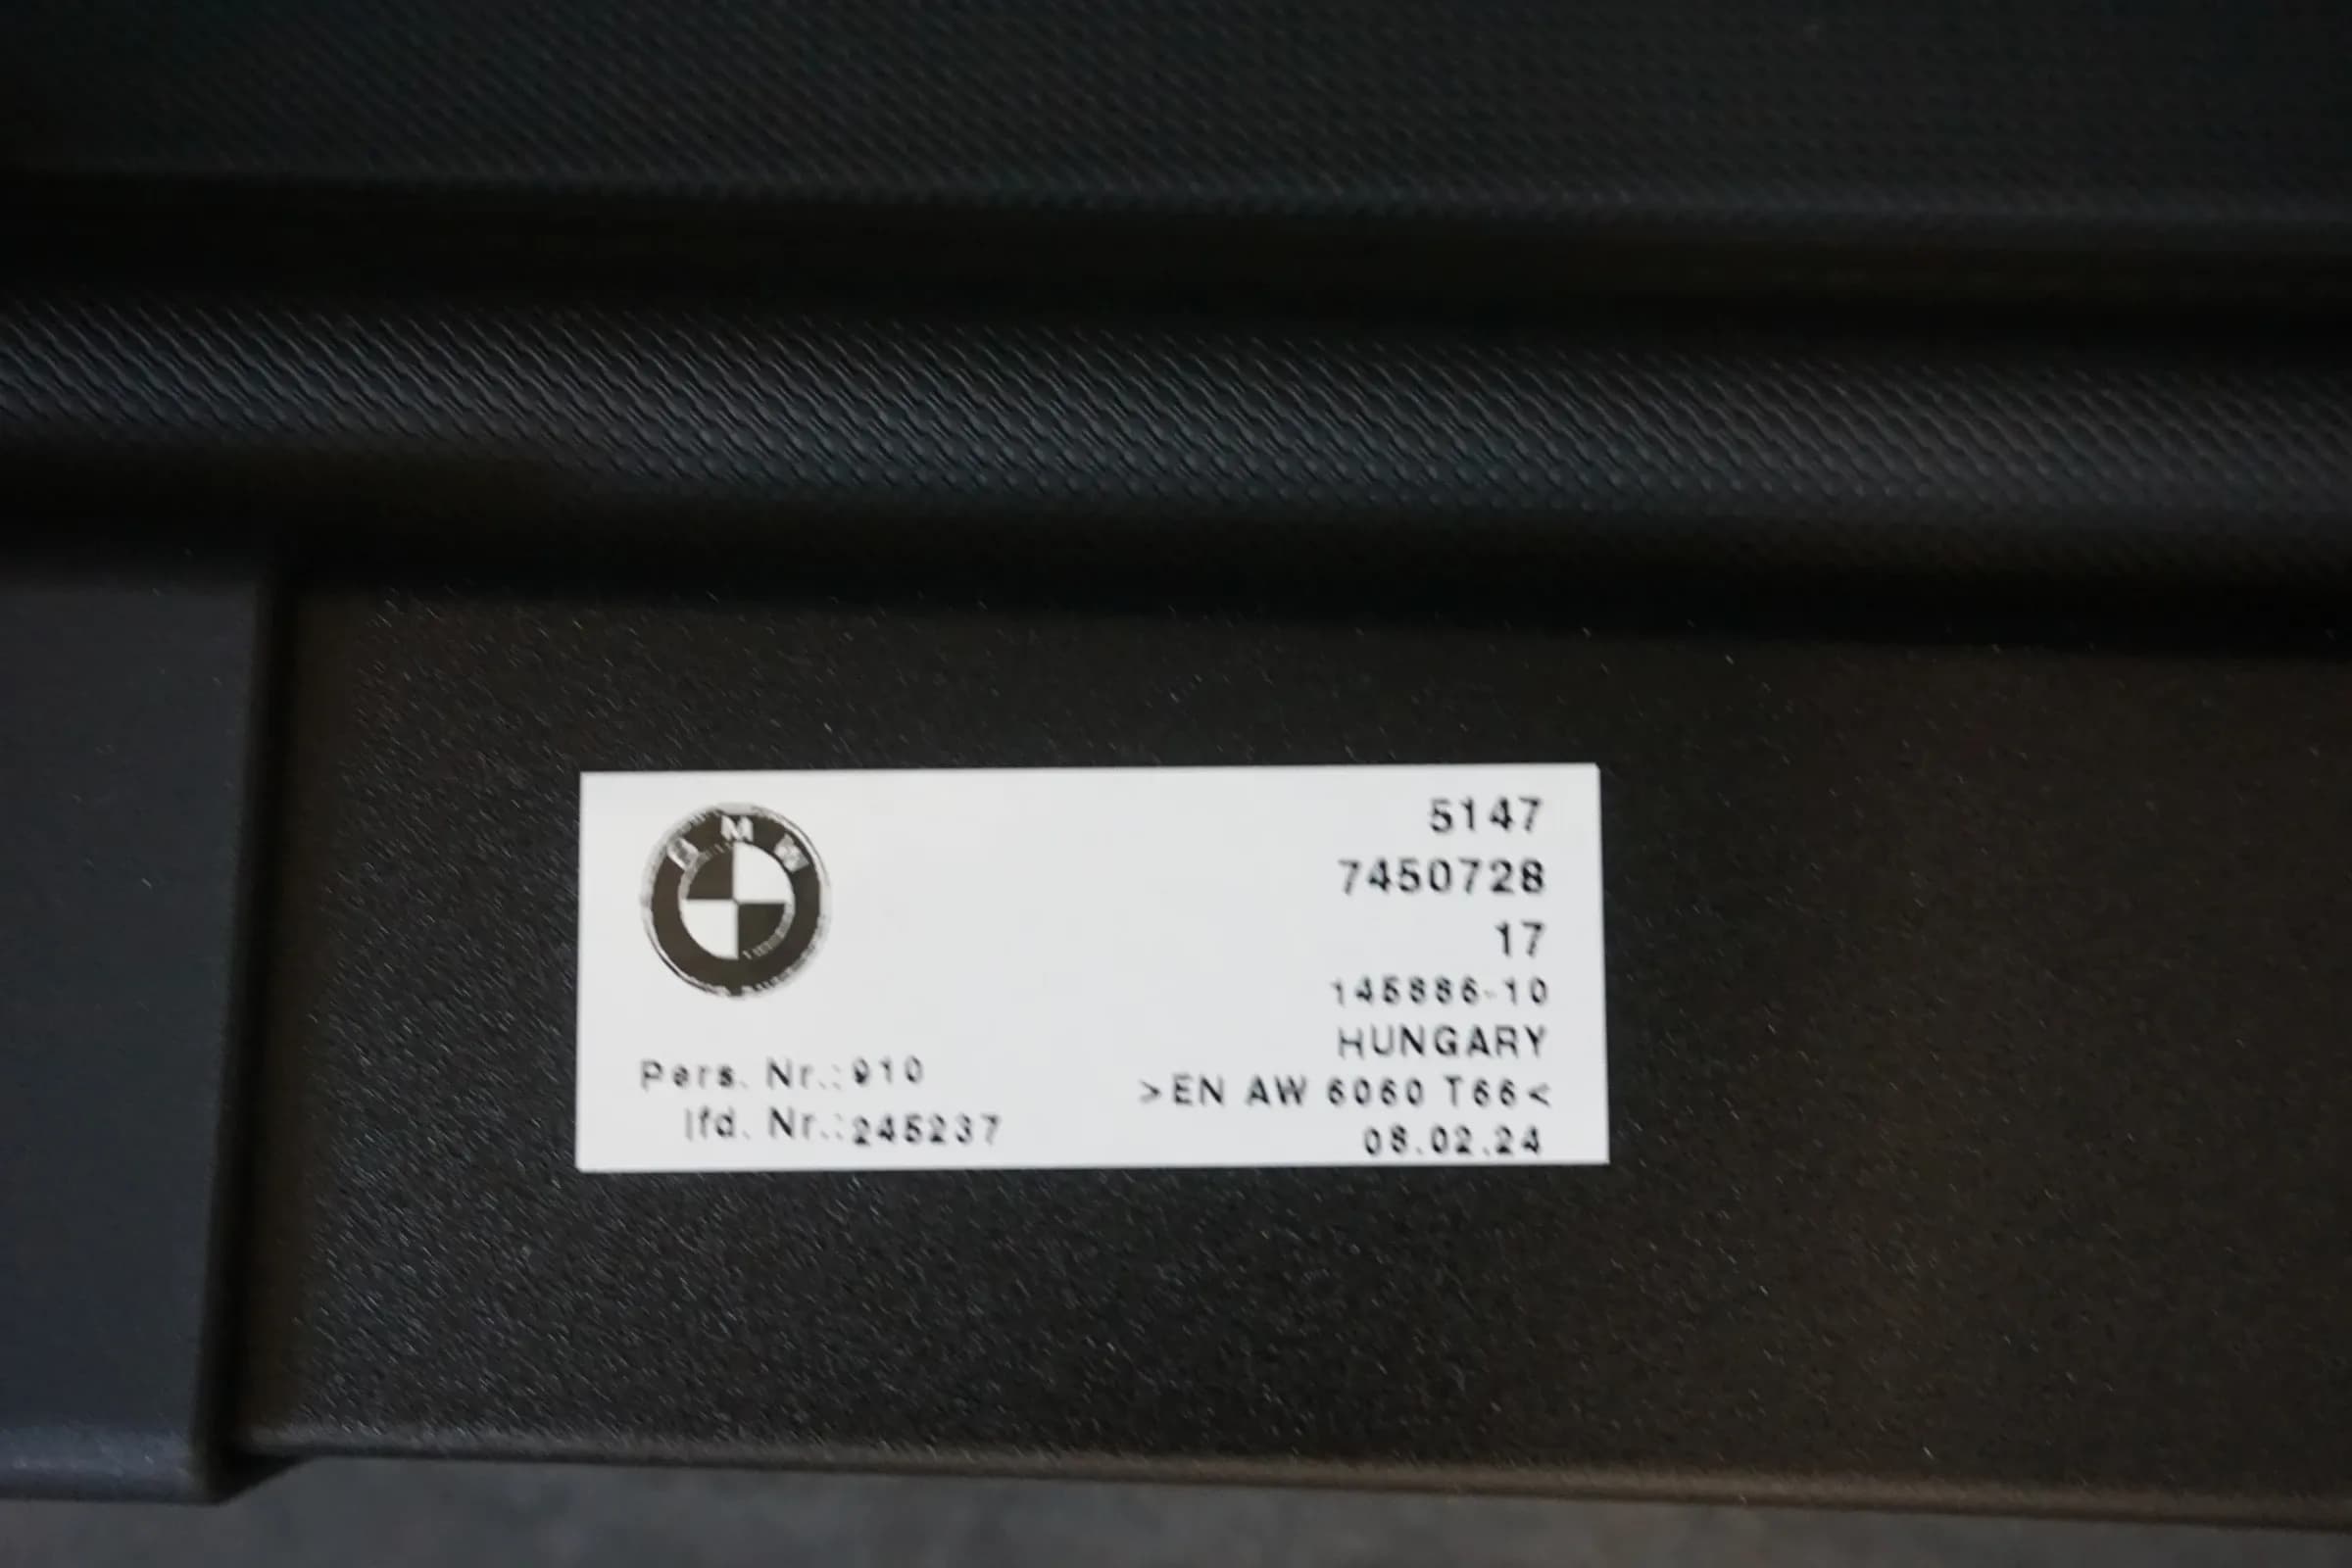 BMW
5147
7450728
17
145886-10
HUNGARY
Pers. Nr.:910
>EN AW 6060 T66<
lfd. Nr.:245237
08.02.24